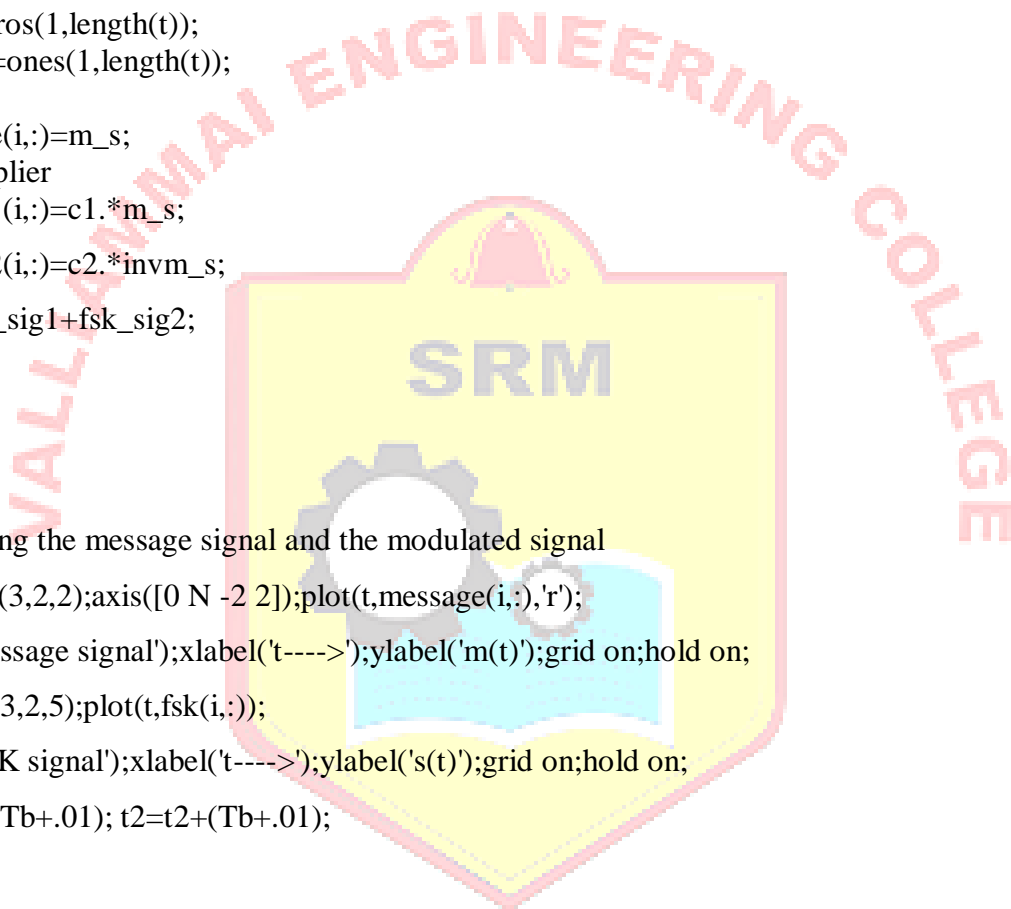 ros(1,length(t));
=ones(1,length(t));
e(i,:)=m_s;
plier
(i,:)=c1.*m_s;
2(i,:)=c2.*invm_s;
_sig1+fsk_sig2;
ing the message signal and the modulated signal
(3,2,2);axis([0 N -2 2]);plot(t,message(i,:),'r');
ssage signal');xlabel('t---->');ylabel('m(t)');grid on;hold on;
3,2,5);plot(t,fsk(i,:));
K signal');xlabel('t---->');ylabel('s(t)');grid on;hold on;
Tb+.01); t2=t2+(Tb+.01);
VALLIAMMAI ENGINEERING COLLEGE
SRM